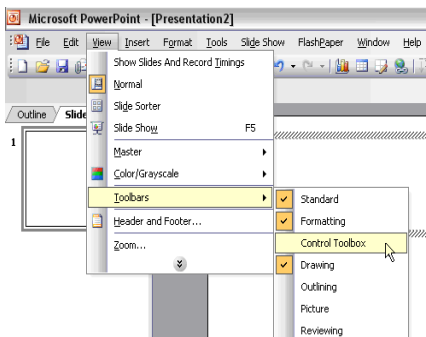 Microsoft PowerPoint - [Presentation2]
File Edit View Insert Format Tools Slide Show FlashPaper Window Help
Show Slides And Record Timings
Normal
Outline Slide
Slide Sorter
1
Slide Show F5
Master
Color/Grayscale
Toolbars
Standard
Header and Footer...
Formatting
Zoom...
Control Toolbox
Drawing
Outlining
Picture
Reviewing